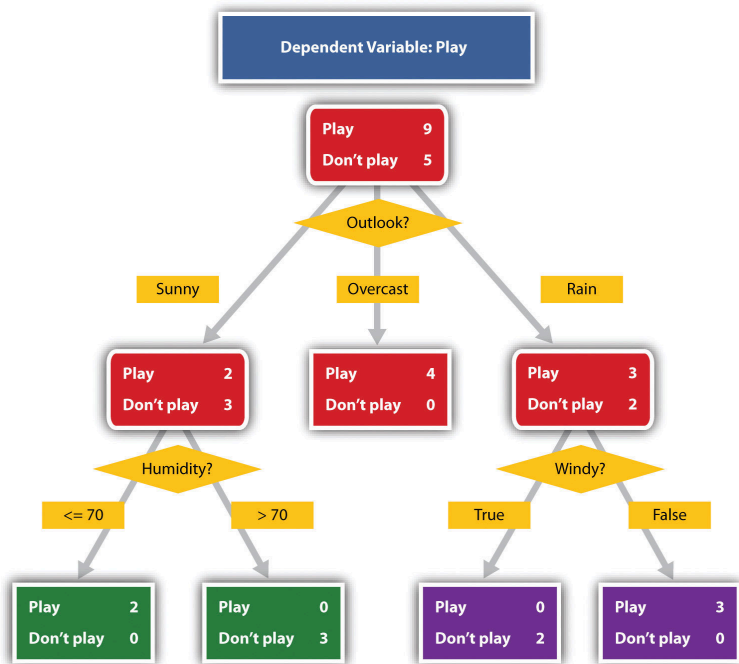 Dependent Variable: Play
Play 9
Don't play 5
Outlook?
Sunny
Overcast
Rain
Play 2
Don't play 3
Play 4
Don't play 0
Play 3
Don't play 2
Humidity?
Windy?
<= 70
> 70
True
False
Play 2
Don't play 0
Play 0
Don't play 3
Play 0
Don't play 2
Play 3
Don't play 0